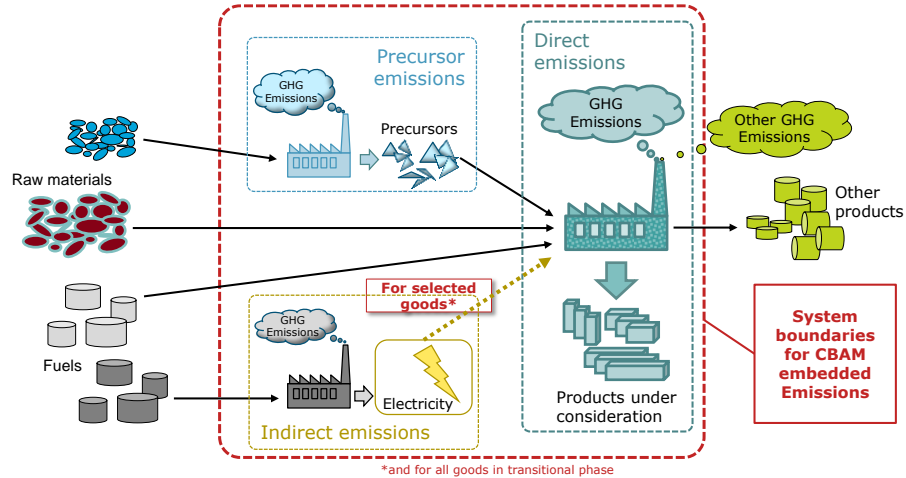 Precursor
emissions
GHG
Emissions
Precursors
Direct
emissions
GHG
Emissions
Other GHG
Emissions
Raw materials
Other
products
For selected
goods*
GHG
Emissions
Fuels
Electricity
Indirect emissions
Products under
consideration
System
boundaries
for CBAM
embedded
Emissions
*and for all goods in transitional phase